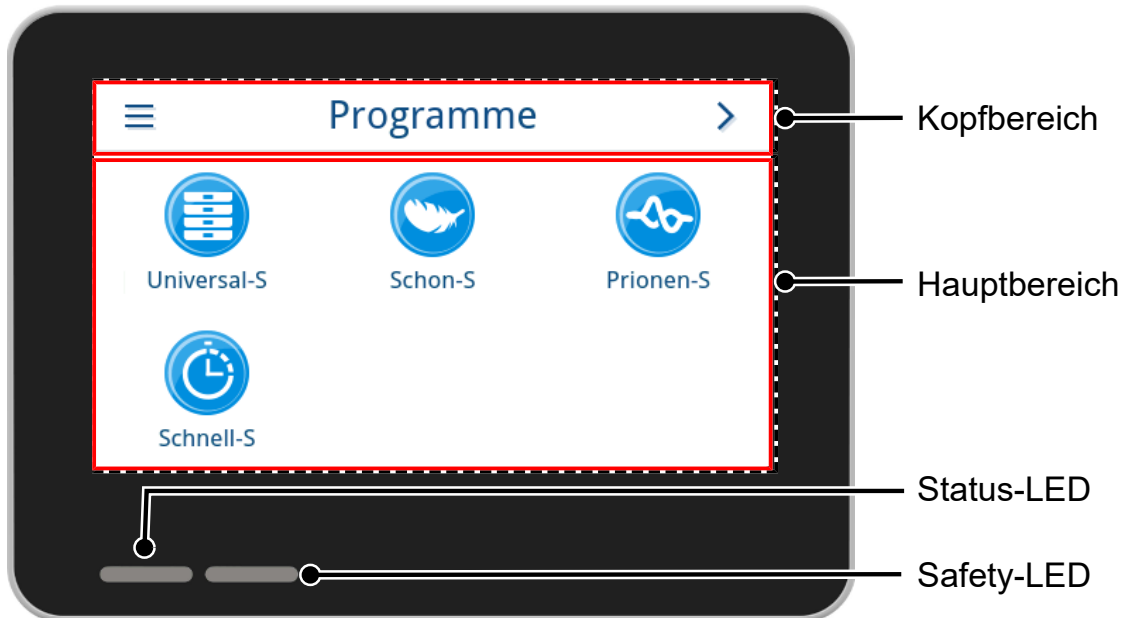 Programme
Kopfbereich
Universal-S
Schon-S
Prionen-S
Hauptbereich
Schnell-S
Status-LED
Safety-LED